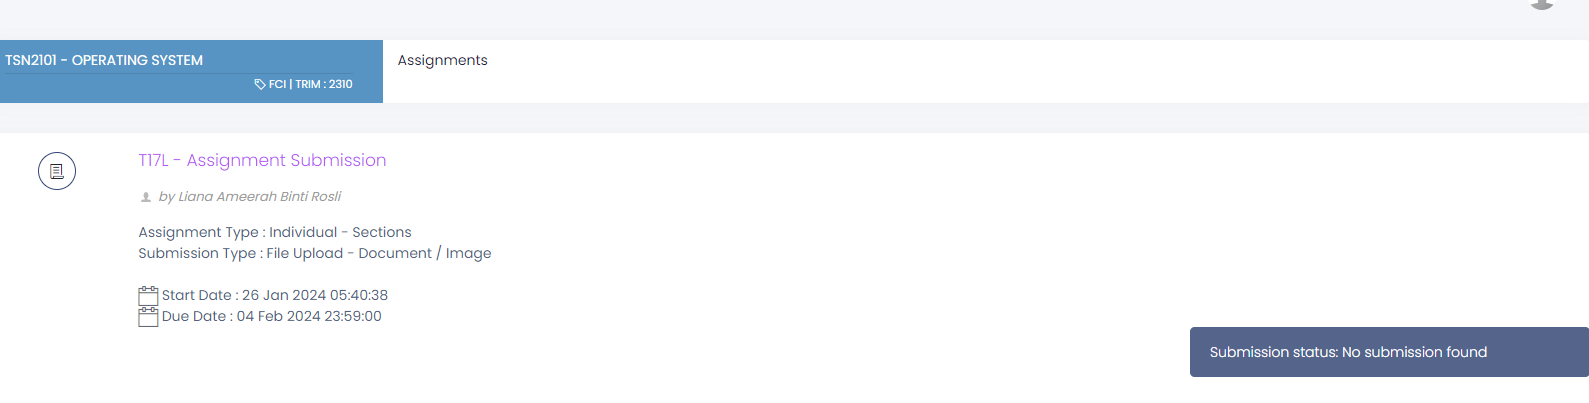 TSN2101 - OPERATING SYSTEM
FCI | TRIM : 2310
Assignments
T17L - Assignment Submission
by Liana Ameerah Binti Rosli
Assignment Type : Individual - Sections
Submission Type : File Upload - Document / Image
Start Date : 26 Jan 2024 05:40:38
Due Date : 04 Feb 2024 23:59:00
Submission status: No submission found